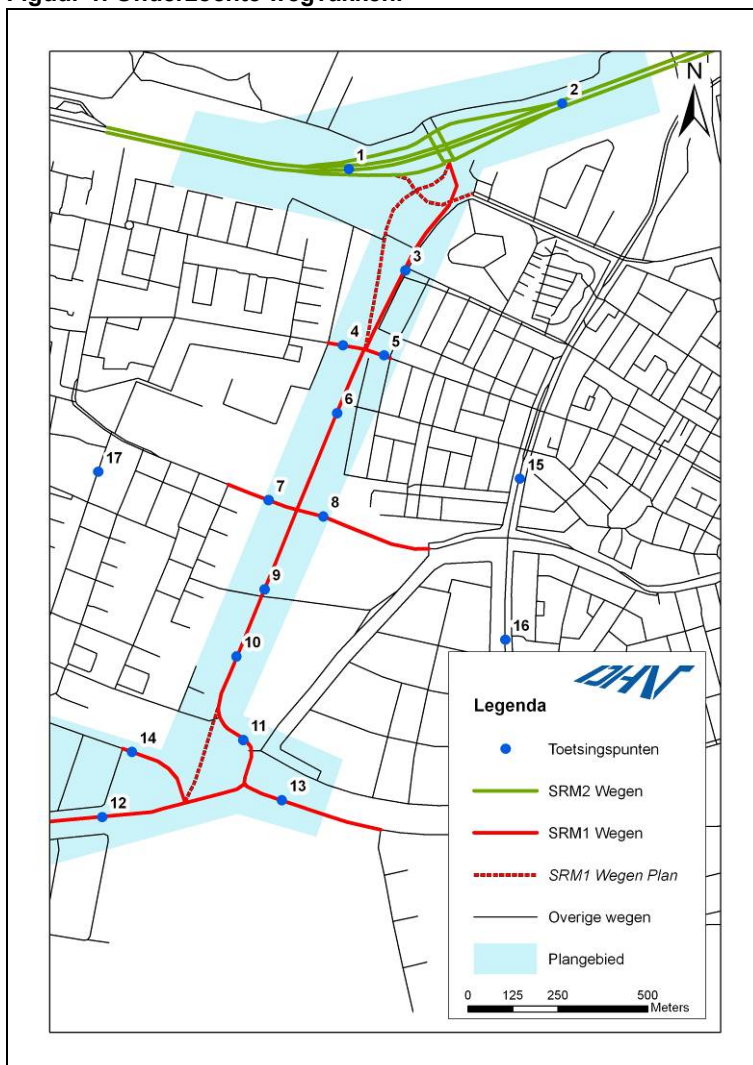 Figuur Onderzochte wegvakken.
N
2
1
3
4
5
6
17
15
7
8
9
16
10
11
14
13
12
DHV
Legenda
Toetsingspunten
SRM2 Wegen
SRM1 Wegen
SRM1 Wegen Plan
Overige wegen
Plangebied
0 125 250 500
Meters